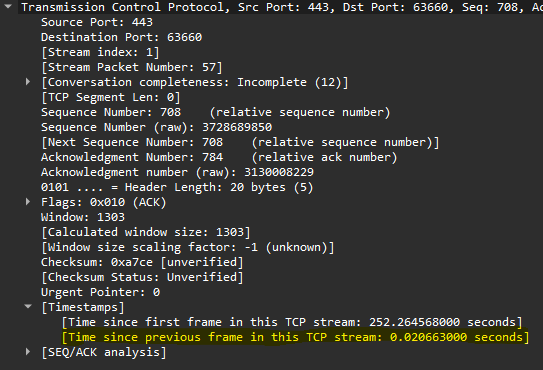 Transmission Control Protocol, Src Port: 443, Dst Port: 63660, Seq: 708, Ac
Source Port: 443
Destination Port: 63660
[Stream index: 1]
[Stream Packet Number: 57]
[Conversation completeness: Incomplete (12)]
[TCP Segment Len: 0]
Sequence Number: 708    (relative sequence number)
Sequence Number (raw): 3728689850
[Next Sequence Number: 708    (relative sequence number)]
Acknowledgment Number: 784    (relative ack number)
Acknowledgment number (raw): 3130008229
0101 .... = Header Length: 20 bytes (5)
Flags: 0x010 (ACK)
Window: 1303
[Calculated window size: 1303]
[Window size scaling factor: -1 (unknown)]
Checksum: 0xa7ce [unverified]
[Checksum Status: Unverified]
Urgent Pointer: 0
[Timestamps]
[Time since first frame in this TCP stream: 252.264568000 seconds]
[Time since previous frame in this TCP stream: 0.020663000 seconds]
[SEQ/ACK analysis]